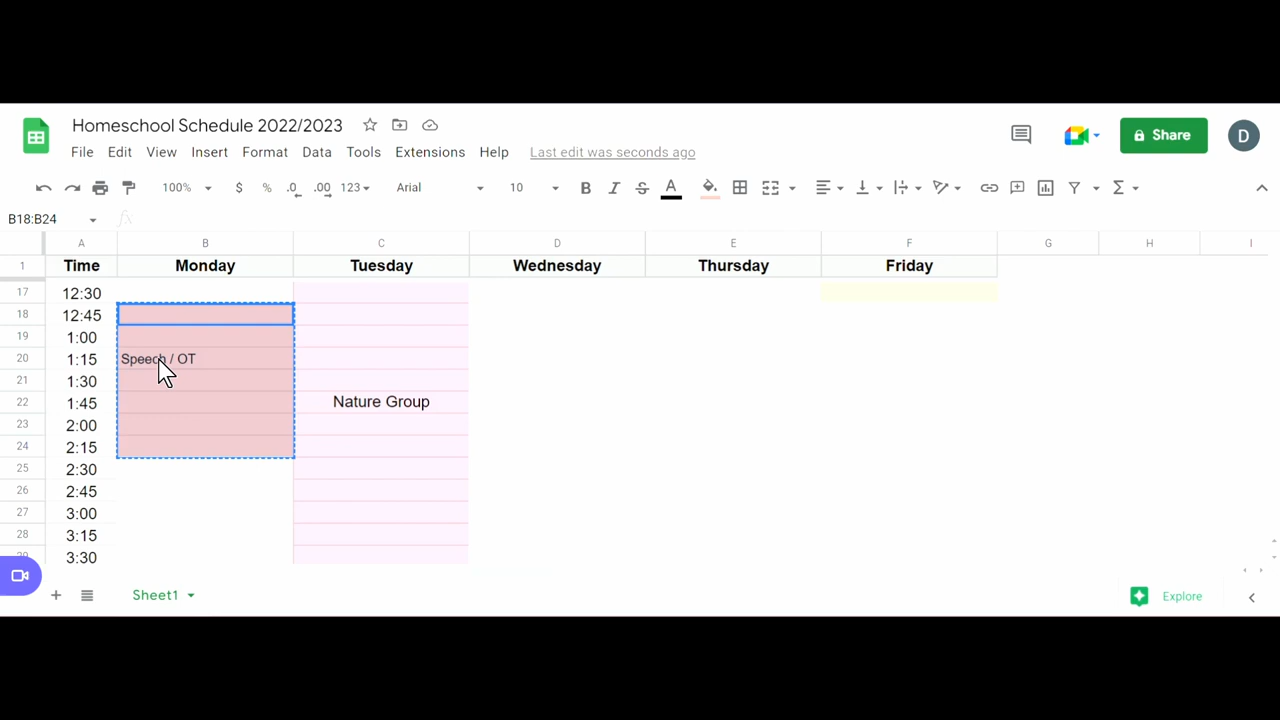 Homeschool Schedule 2022/2023
File Edit View Insert Format Data Tools Extensions Help Last edit was seconds ago
Share
D
100% $ % .0 .00 123 Arial 10 B I S A Σ
B18:B24 fx
A B C D E F G H I
1 Time Monday Tuesday Wednesday Thursday Friday
17 12:30
18 12:45
19 1:00
20 1:15 Speech / OT
21 1:30
22 1:45 Nature Group
23 2:00
24 2:15
25 2:30
26 2:45
27 3:00
28 3:15
29 3:30
+ Sheet1 Explore